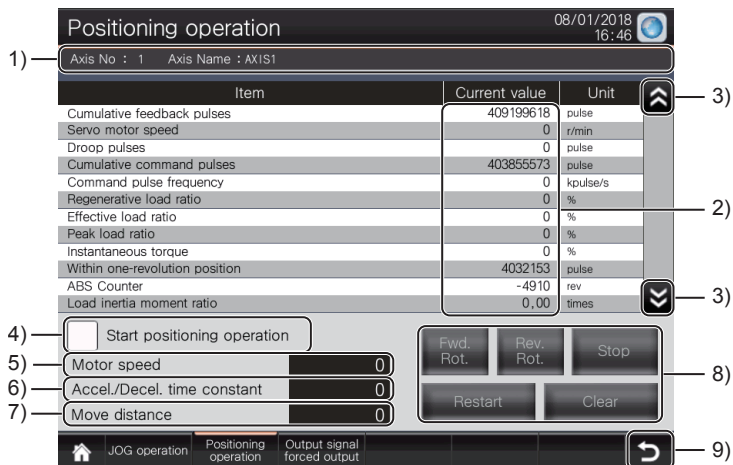 Positioning operation
08/01/2018
16:46
1)
Axis No : 1 Axis Name : AXIS1
Item Current value Unit
3)
Cumulative feedback pulses 409199618 pulse
Servo motor speed 0 r/min
Droop pulses 0 pulse
Cumulative command pulses 403855573 pulse
Command pulse frequency 0 kpulse/s
Regenerative load ratio 0 %
2)
Effective load ratio 0 %
Peak load ratio 0 %
Instantaneous torque 0 %
Within one-revolution position 4032153 pulse
ABS Counter -4910 rev
3)
Load inertia moment ratio 0,00 times
4)
Start positioning operation
5)
Motor speed 0
6)
Accel./Decel. time constant 0
7)
Move distance 0
Fwd.
Rot.
Rev.
Rot.
Stop
8)
Restart
Clear
JOG operation
Positioning
operation
Output signal
forced output
9)